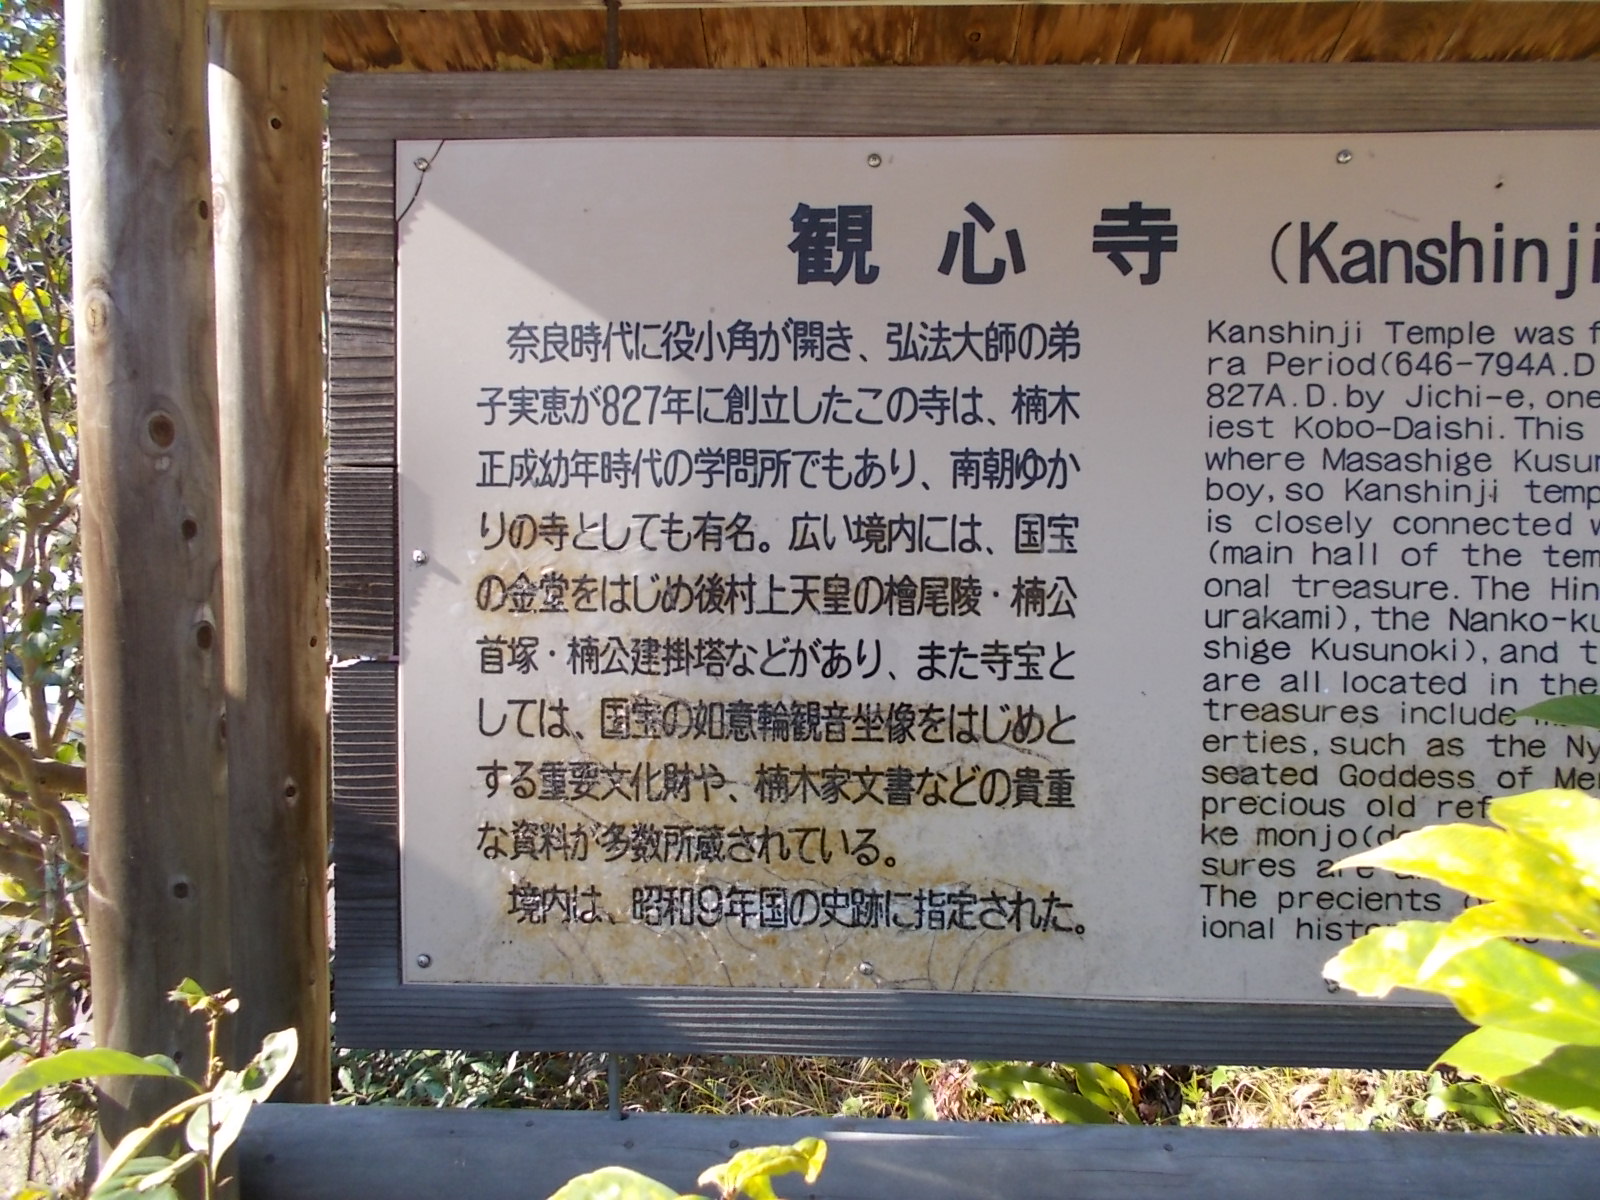 観心寺 (Kanshinji
奈良時代に役小角が開き、弘法大師の弟
子実恵が827年に創立したこの寺は、楠木
正成幼年時代の学問所でもあり、南朝ゆか
りの寺としても有名。広い境内には、国宝
の金堂をはじめ後村上天皇の檜尾陵・楠公
首塚・楠公建掛塔などがあり、また寺宝と
しては、国宝の如意輪観音坐像をはじめと
する重要文化財や、楠木家文書などの貴重
な資料が多数所蔵されている。
境内は、昭和9年国の史跡に指定された。
Kanshinji Temple was f
ra Period(646-794A.D
827A.D.by Jichi-e,one
iest Kobo-Daishi.This
where Masashige Kusun
boy,so Kanshinji temp
is closely connected w
(main hall of the tem
onal treasure.The Hin
urakami),the Nanko-ku
shige Kusunoki),and t
are all located in the
treasures include
erties,such as the Ny
seated Goddess of Mer
precious old ref
ke monjo(do
sures are a
The precients o
ional histor